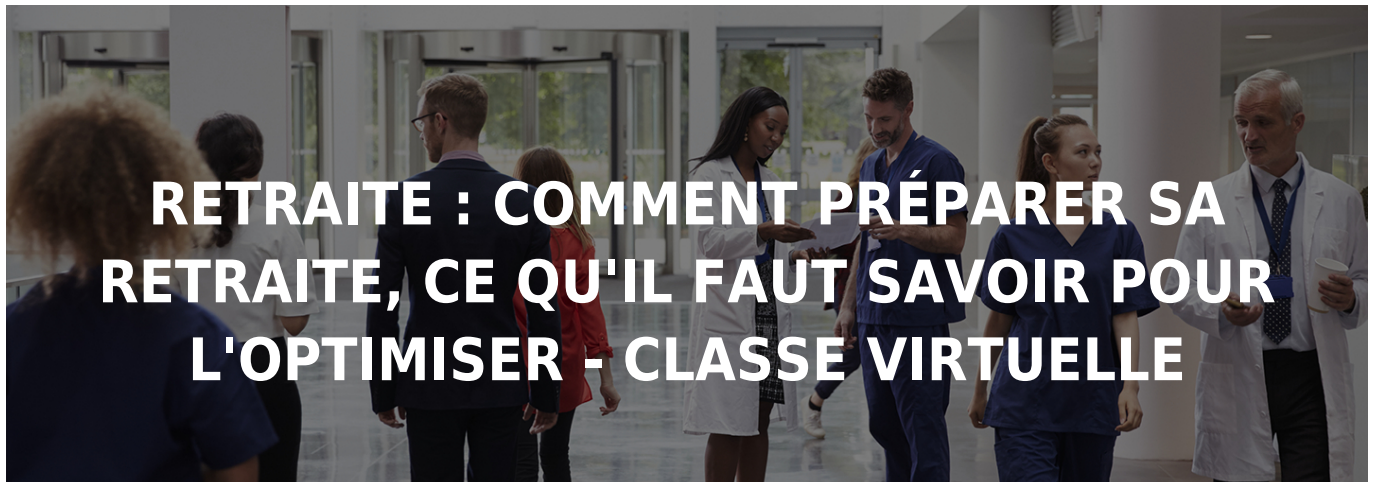 RETRAITE : COMMENT PRÉPARER SA
RETRAITE, CE QU'IL FAUT SAVOIR POUR
L'OPTIMISER - CLASSE VIRTUELLE